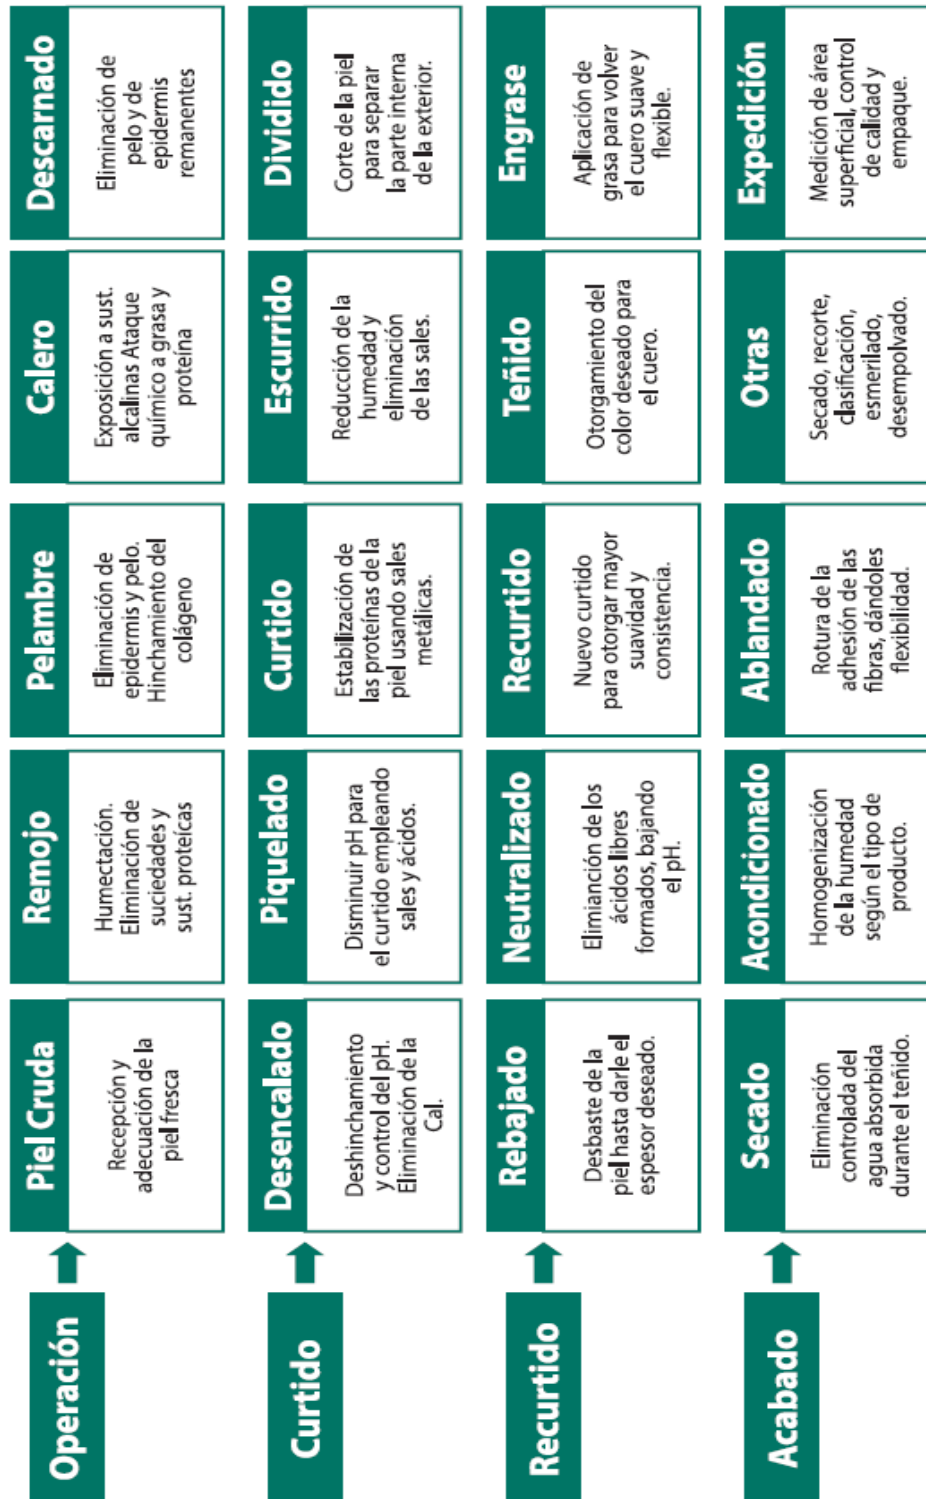 Operación
Piel Cruda
Recepción y
adecuación de la
piel fresca
Remojo
Humectación.
Eliminación de
suciedades y
sust. proteícas
Pelambre
Eliminación de
epidermis y pelo.
Hinchamiento del
colágeno
Calero
Exposición a sust.
alcalinas Ataque
químico a grasa y
proteína
Descarnado
Eliminación de
pelo y de
epidermis
remanentes
Curtido
Desencalado
Deshinchamiento
y control del pH.
Eliminación de la
Cal.
Piquelado
Disminuir pH para
el curtido empleando
sales y ácidos.
Curtido
Estabilización de
las proteínas de la
piel usando sales
metálicas.
Escurrido
Reducción de la
humedad y
eliminación
de las sales.
Dividido
Corte de la piel
para separar
la parte interna
de la exterior.
Recurtido
Rebajado
Desbaste de la
piel hasta darle el
espesor deseado.
Neutralizado
Elimianción de los
ácidos libres
formados, bajando
el pH.
Recurtido
Nuevo curtido
para otorgar mayor
suavidad y
consistencia.
Teñido
Otorgamiento del
color deseado para
el cuero.
Engrase
Aplicación de
grasa para volver
el cuero suave y
flexible.
Acabado
Secado
Eliminación
controlada del
agua absorbida
durante el teñido.
Acondicionado
Homogenización
de la humedad
según el tipo de
producto.
Ablandado
Rotura de la
adhesión de las
fibras, dándoles
flexibilidad.
Otras
Secado, recorte,
clasificación,
esmerilado,
desempolvado.
Expedición
Medición de área
superficial, control
de calidad y
empaque.